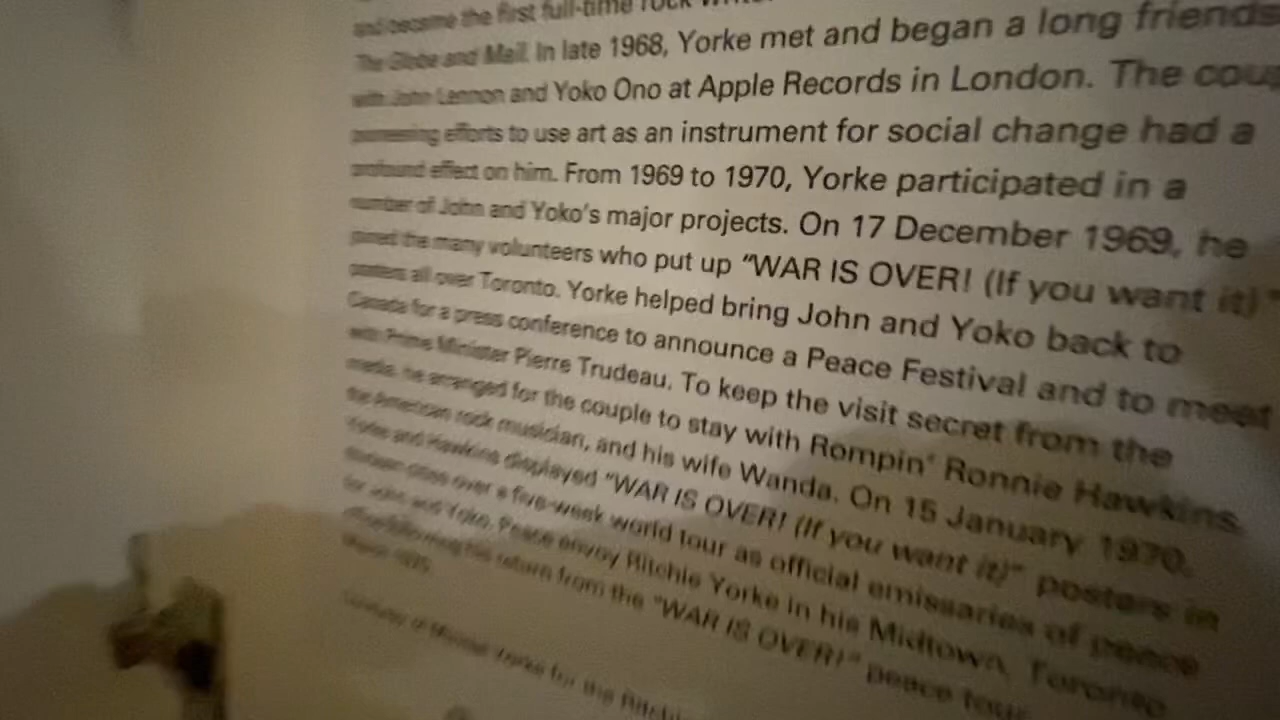 and became the first full-time rock
The Globe and Mail. In late 1968, Yorke met and began a long friends
with John Lennon and Yoko Ono at Apple Records in London. The cou
pioneering efforts to use art as an instrument for social change had a
profound effect on him. From 1969 to 1970, Yorke participated in a
number of John and Yoko's major projects. On 17 December 1969, he
joined the many volunteers who put up "WAR IS OVER! (If you want it)"
posters all over Toronto. Yorke helped bring John and Yoko back to
Canada for a press conference to announce a Peace Festival and to meet
with Prime Minister Pierre Trudeau. To keep the visit secret from the
media, he arranged for the couple to stay with Rompin' Ronnie Hawkins,
the American rock musician, and his wife Wanda. On 15 January 1970,
Yorke and Hawkins displayed "WAR IS OVER! (If you want it)" posters in
cities over a five-week world tour as official emissaries of peace
for John and Yoko. Peace envoy Ritchie Yorke in his Midtown, Toronto
following his return from the "WAR IS OVER!" peace tour
March
Yorke for the Ritchie